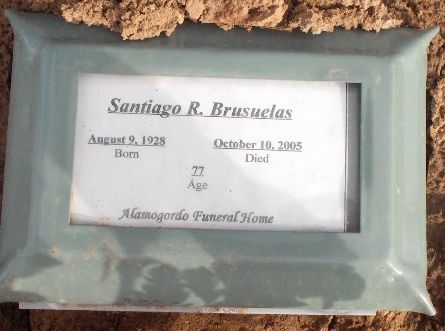 Santiago R. Brusuelas
August 9, 1928 October 10, 2005
Born Died
77
Age
Alamogordo Funeral Home